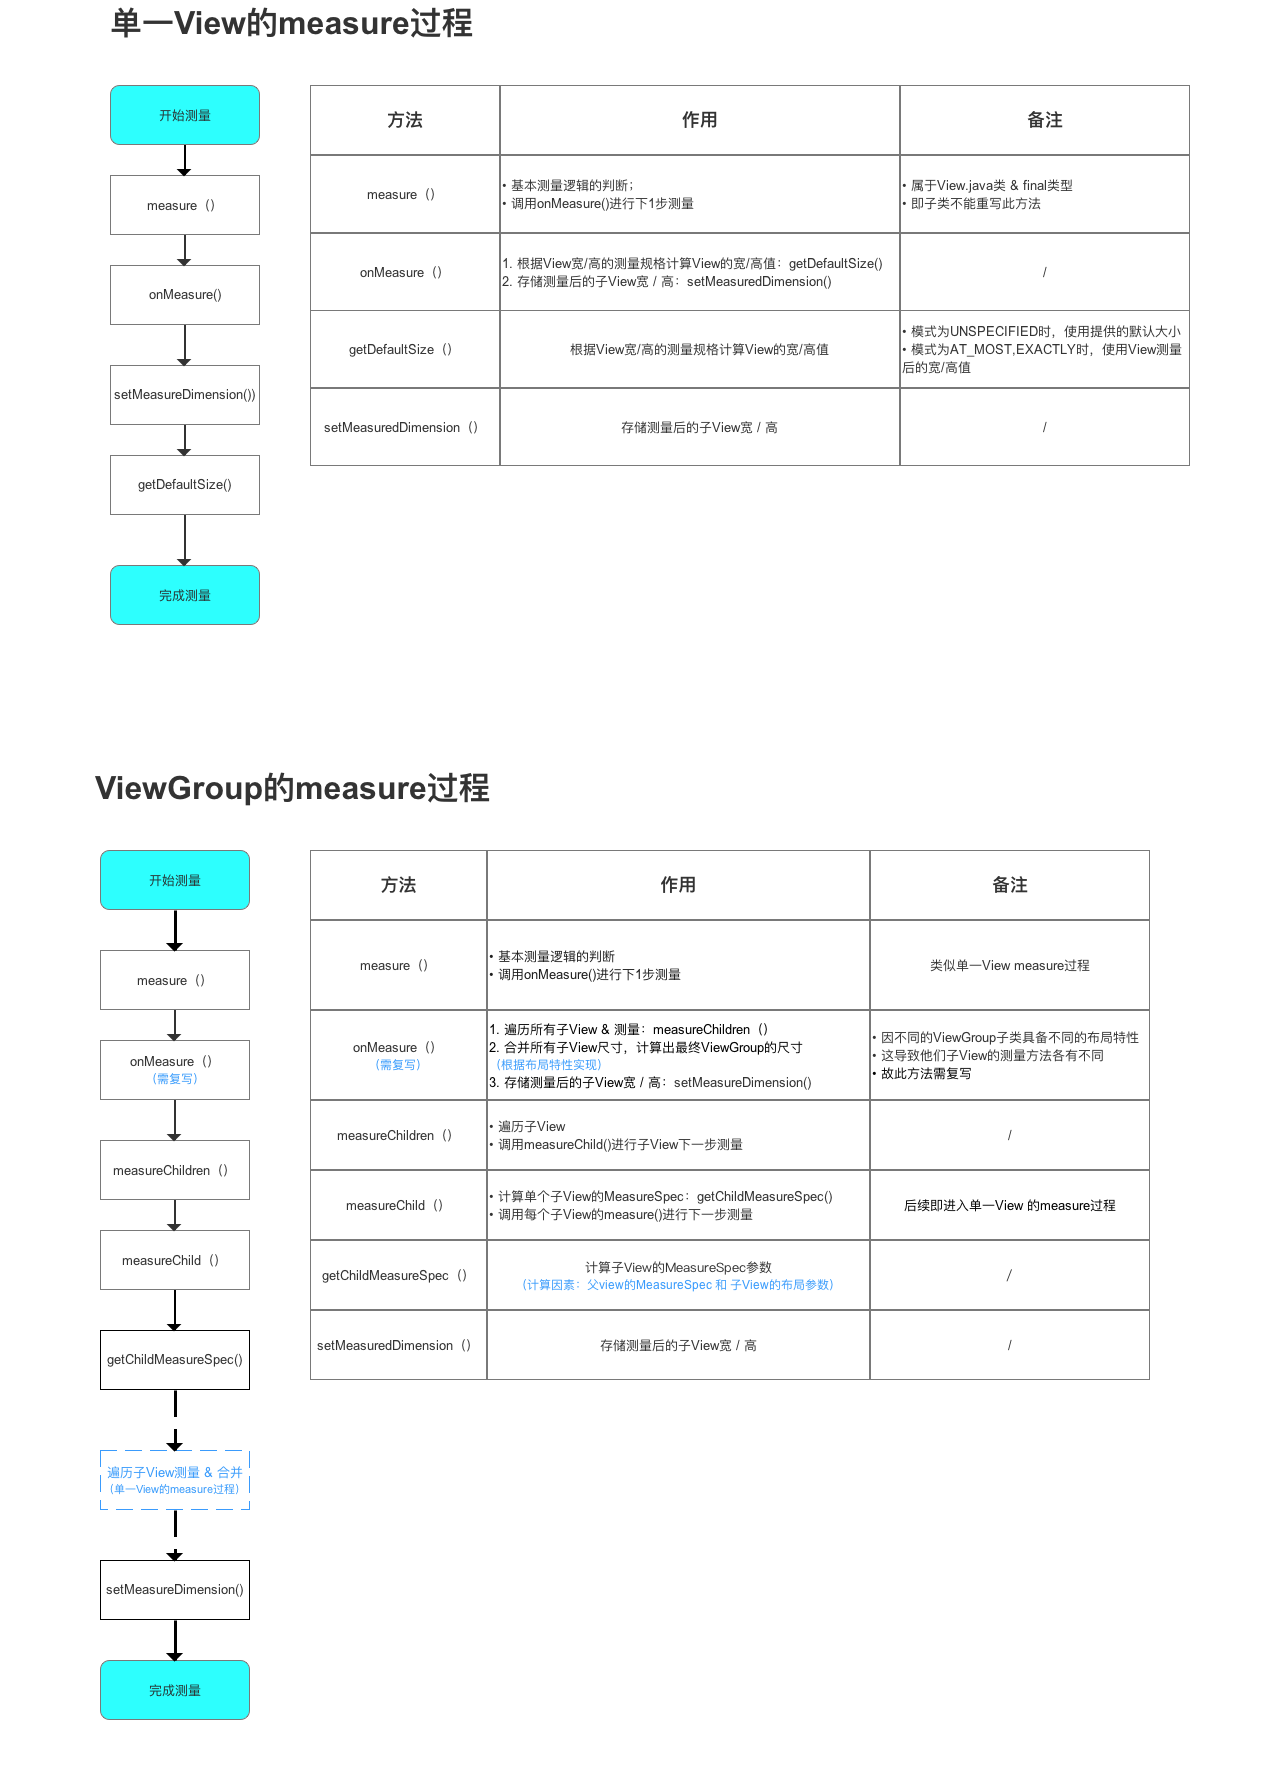 单一View的measure过程
开始测量
measure（）
onMeasure()
setMeasureDimension())
getDefaultSize()
完成测量
方法
作用
备注
measure（）
• 基本测量逻辑的判断；
• 调用onMeasure()进行下1步测量
• 属于View.java类 & final类型
• 即子类不能重写此方法
onMeasure（）
1. 根据View宽/高的测量规格计算View的宽/高值：getDefaultSize()
2. 存储测量后的子View宽 / 高：setMeasuredDimension()
/
getDefaultSize（）
根据View宽/高的测量规格计算View的宽/高值
• 模式为UNSPECIFIED时，使用提供的默认大小
• 模式为AT_MOST,EXACTLY时，使用View测量
后的宽/高值
setMeasuredDimension（）
存储测量后的子View宽 / 高
/
ViewGroup的measure过程
开始测量
measure（）
onMeasure（）
（需复写）
measureChildren（）
measureChild（）
getChildMeasureSpec()
遍历子View测量 & 合并
（单一View的measure过程）
setMeasureDimension()
完成测量
方法
作用
备注
measure（）
• 基本测量逻辑的判断
• 调用onMeasure()进行下1步测量
类似单一View measure过程
onMeasure（）
（需复写）
1. 遍历所有子View & 测量：measureChildren（）
2. 合并所有子View尺寸，计算出最终ViewGroup的尺寸
（根据布局特性实现）
3. 存储测量后的子View宽 / 高：setMeasureDimension()
• 因不同的ViewGroup子类具备不同的布局特性
• 这导致他们子View的测量方法各有不同
• 故此方法需复写
measureChildren（）
• 遍历子View
• 调用measureChild()进行子View下一步测量
/
measureChild（）
• 计算单个子View的MeasureSpec：getChildMeasureSpec()
• 调用每个子View的measure()进行下一步测量
后续即进入单一View 的measure过程
getChildMeasureSpec（）
计算子View的MeasureSpec参数
（计算因素：父view的MeasureSpec 和 子View的布局参数）
/
setMeasuredDimension（）
存储测量后的子View宽 / 高
/